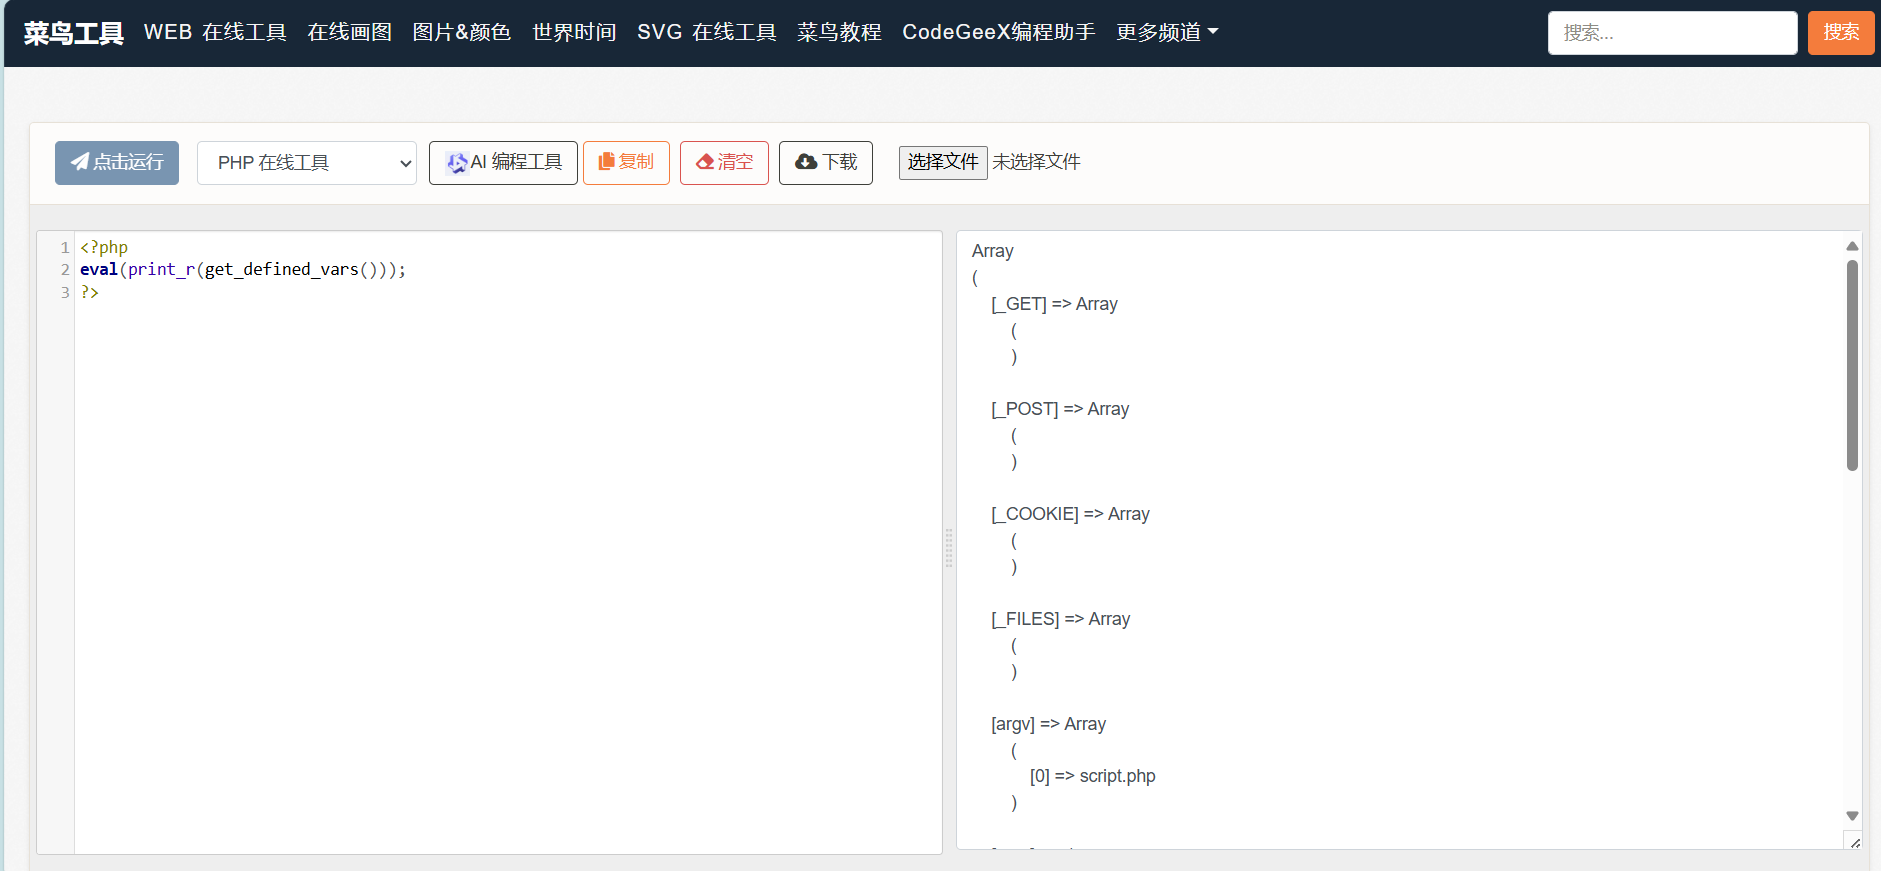 菜鸟工具 WEB 在线工具 在线画图 图片&颜色 世界时间 SVG 在线工具 菜鸟教程 CodeGeeX编程助手 更多频道 搜索... 搜索
点击运行 PHP 在线工具 AI 编程工具 复制 清空 下载 选择文件 未选择文件
1 <?php
2 eval(print_r(get_defined_vars()));
3 ?>
Array
(
[_GET] => Array
(
)
[_POST] => Array
(
)
[_COOKIE] => Array
(
)
[_FILES] => Array
(
)
[argv] => Array
(
[0] => script.php
)